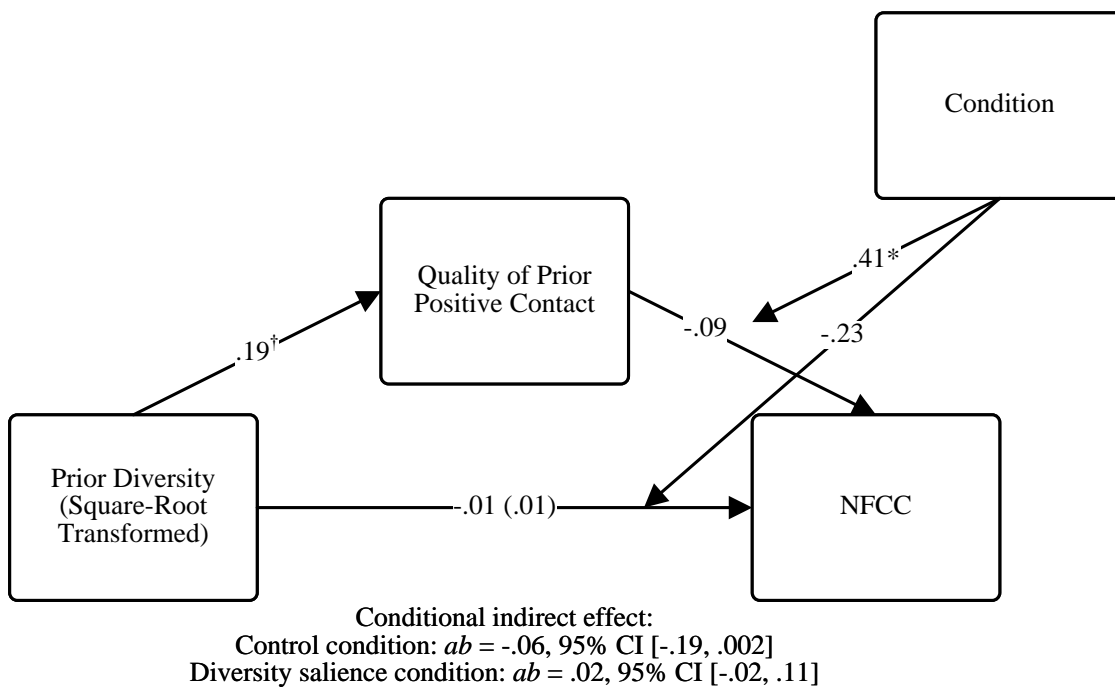 Condition
Quality of Prior
Positive Contact
.41*
-.09
-.23
.19†
Prior Diversity
(Square-Root
Transformed)
-.01 (.01)
NFCC
Conditional indirect effect:
Control condition: ab = -.06, 95% CI [-.19, .002]
Diversity salience condition: ab = .02, 95% CI [-.02, .11]